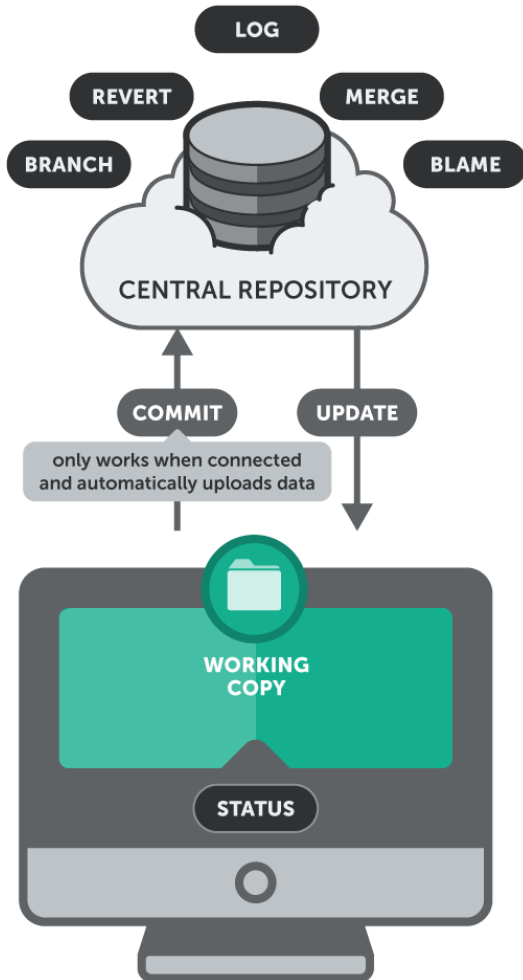 LOG
REVERT
MERGE
BRANCH
BLAME
CENTRAL REPOSITORY
COMMIT
UPDATE
only works when connected
and automatically uploads data
WORKING
COPY
STATUS